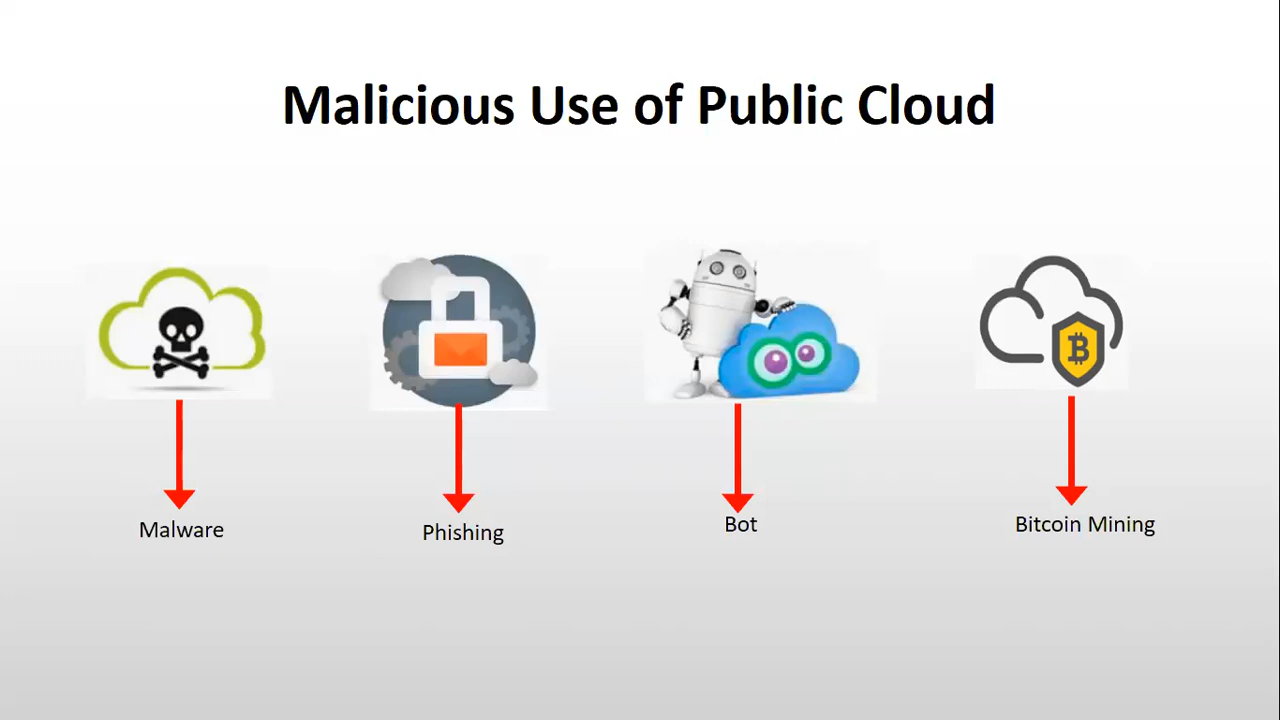 Malicious Use of Public Cloud
Malware
Phishing
Bot
Bitcoin Mining